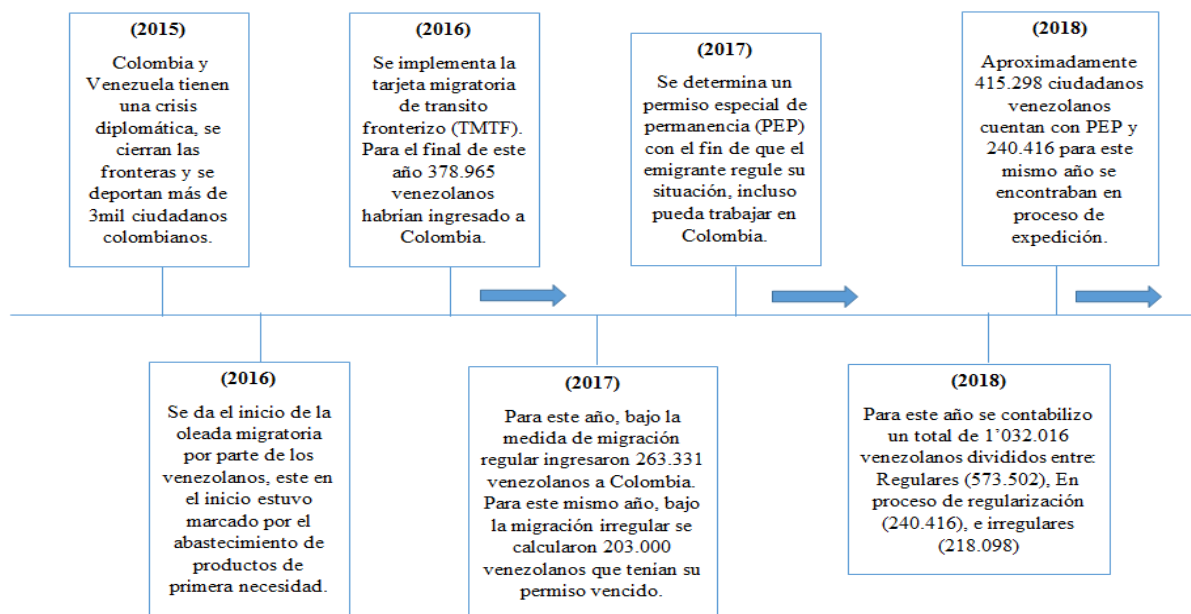 (2015)
Colombia y
Venezuela tienen
una crisis
diplomática, se
cierran las
fronteras y se
deportan más de
3mil ciudadanos
colombianos.
(2016)
Se implementa la
tarjeta migratoria
de transito
fronterizo (TMTF).
Para el final de este
año 378.965
venezolanos
habrian ingresado a
Colombia.
(2017)
Se determina un
permiso especial de
permanencia (PEP)
con el fin de que el
emigrante regule su
situación, incluso
pueda trabajar en
Colombia.
(2018)
Aproximadamente
415.298 ciudadanos
venezolanos
cuentan con PEP y
240.416 para este
mismo año se
encontraban en
proceso de
expedición.
(2016)
Se da el inicio de la
oleada migratoria
por parte de los
venezolanos, este en
el inicio estuvo
marcado por el
abastecimiento de
productos de
primera necesidad.
(2017)
Para este año, bajo la
medida de migración
regular ingresaron 263.331
venezolanos a Colombia.
Para este mismo año, bajo
la migración irregular se
calcularon 203.000
venezolanos que tenían su
permiso vencido.
(2018)
Para este año se contabilizo
un total de 1’032.016
venezolanos divididos entre:
Regulares (573.502), En
proceso de regularización
(240.416), e irregulares
(218.098)